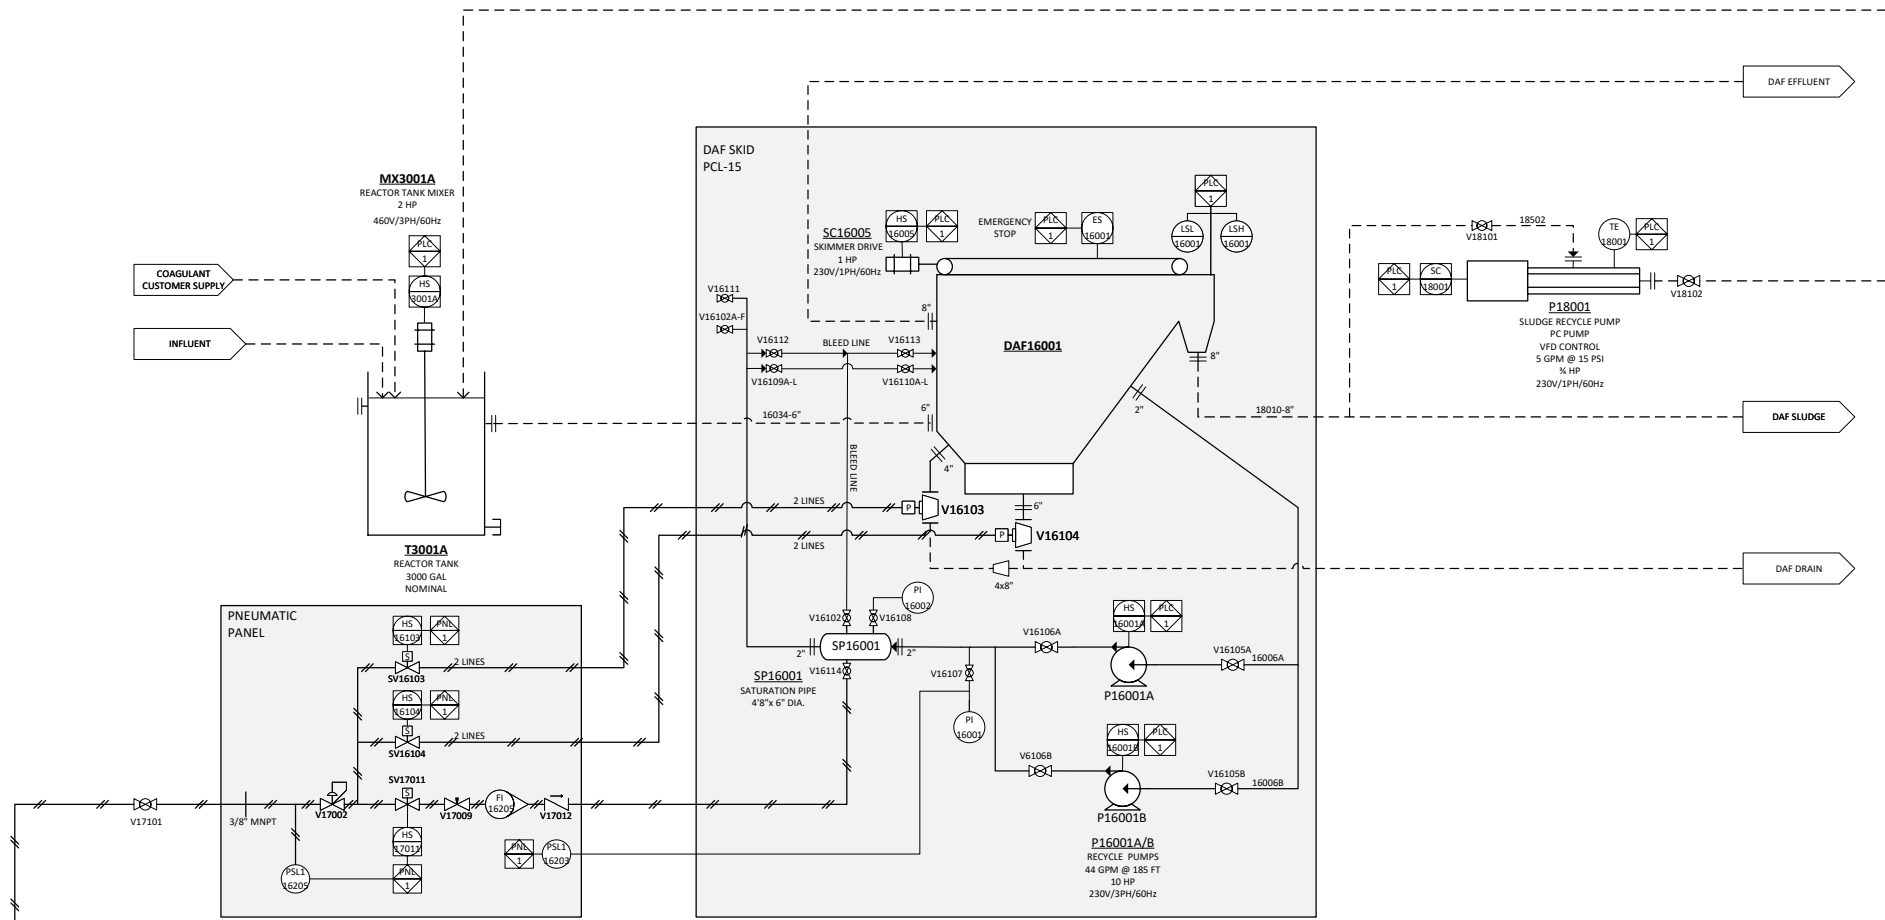 DAF EFFLUENT
DAF SKID
PCL-15
MX3001A
REACTOR TANK MIXER
2 HP
460V/3PH/60Hz
PLC
1
HS
3001A
COAGULANT
CUSTOMER SUPPLY
INFLUENT
T3001A
REACTOR TANK
3000 GAL
NOMINAL
16034-6"
SC16005
SKIMMER DRIVE
1 HP
230V/1PH/60Hz
HS
16005
PLC
1
EMERGENCY
STOP
PLC
1
ES
16001
PLC
1
LSL
16001
LSH
16001
V16111
V16102A-F
V16112
BLEED LINE
V16113
V16109A-L
V16110A-L
8"
6"
4"
6"
2"
8"
DAF16001
BLEED LINE
18010-8"
V18101
18502
TE
18001
PLC
1
PLC
1
SC
18001
V18102
P18001
SLUDGE RECYCLE PUMP
PC PUMP
VFD CONTROL
5 GPM @ 15 PSI
¾ HP
230V/1PH/60Hz
DAF SLUDGE
2 LINES
V16103
2 LINES
V16104
4x8"
DAF DRAIN
PI
16002
V16102
V16108
2"
SP16001
2"
V16114
SP16001
SATURATION PIPE
4'8"x 6" DIA.
V16107
PI
16001
V16106A
HS
16001A
PLC
1
V16105A
16006A
P16001A
V6106B
HS
16001B
PLC
1
V16105B
16006B
P16001B
P16001A/B
RECYCLE PUMPS
44 GPM @ 185 FT
10 HP
230V/3PH/60Hz
PNEUMATIC
PANEL
HS
16103
PNL
1
S
SV16103
2 LINES
HS
16104
PNL
1
S
SV16104
2 LINES
SV17011
S
V17101
3/8" MNPT
V17002
V17009
FI
16205
V17012
HS
17011
PNL
1
PSL1
16205
PNL
1
PSL1
16203
P
P